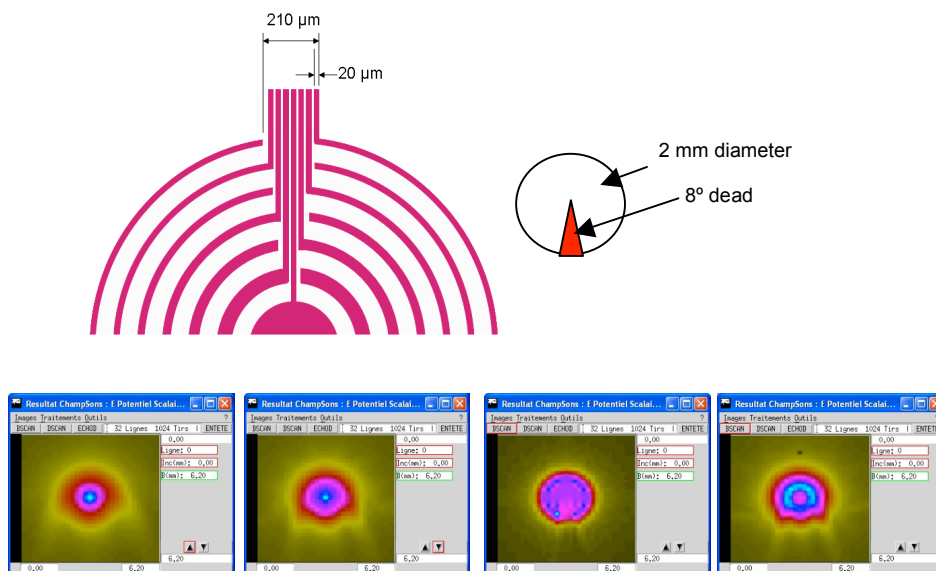 210 µm
20 µm
2 mm diameter
8º dead
Resultat ChampSons : E Potentiel Scalai...
Images Traitements Outils ?
BSCAN DSCAN ECHOD 32 Lignes 1024 Tirs ENTETE
0,00
Ligne: 0
Inc(mm): 0,00
B(mm): 6,20
6,20
0,00 6,20
Resultat ChampSons : E Potentiel Scalai...
Images Traitements Outils ?
BSCAN DSCAN ECHOD 32 Lignes 1024 Tirs ENTETE
0,00
Ligne: 0
Inc(mm): 0,00
B(mm): 6,20
6,20
0,00 6,20
Resultat ChampSons : E Potentiel Scalai...
Images Traitements Outils ?
BSCAN DSCAN ECHOD 32 Lignes 1024 Tirs ENTETE
0,00
Ligne: 0
Inc(mm): 0,00
B(mm): 6,20
6,20
0,00 6,20
Resultat ChampSons : E Potentiel Scalai...
Images Traitements Outils ?
BSCAN DSCAN ECHOD 32 Lignes 1024 Tirs ENTETE
0,00
Ligne: 0
Inc(mm): 0,00
B(mm): 6,20
6,20
0,00 6,20